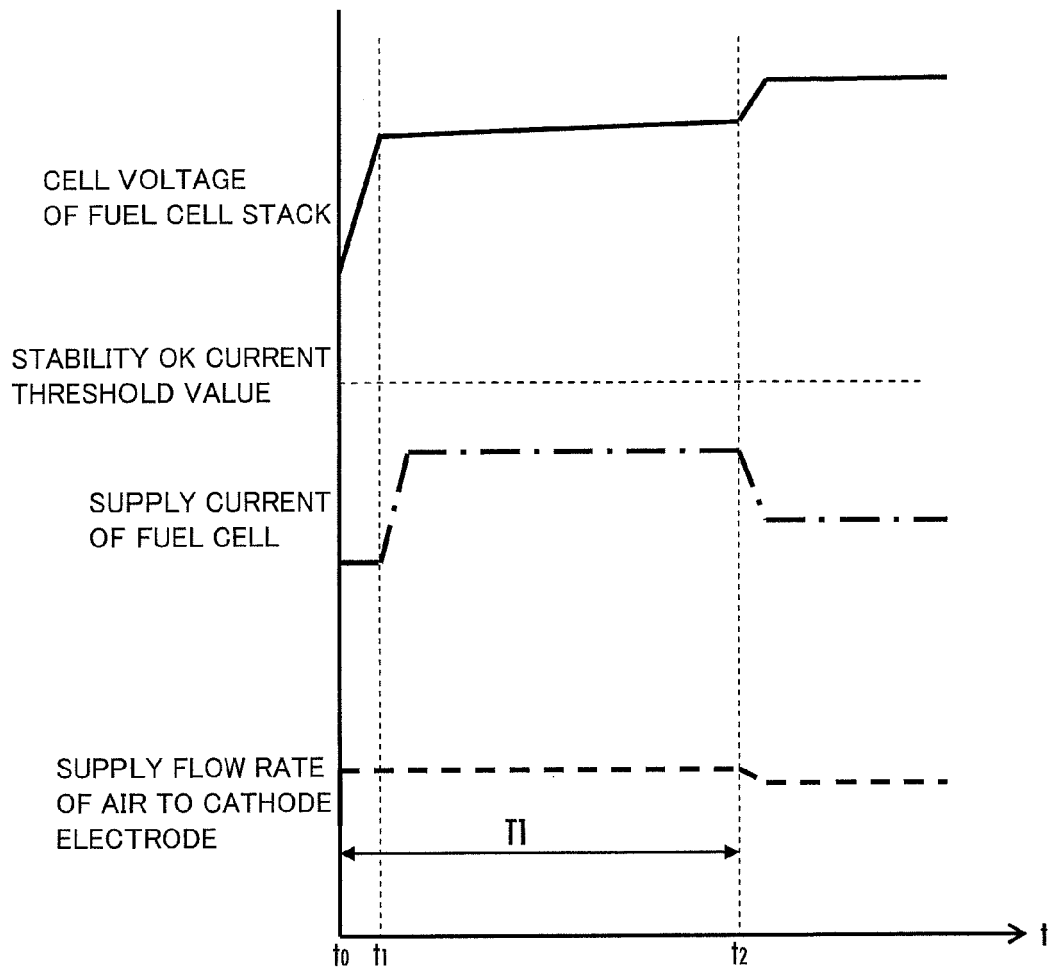 CELL VOLTAGE
OF FUEL CELL STACK
STABILITY OK CURRENT
THRESHOLD VALUE
SUPPLY CURRENT
OF FUEL CELL
SUPPLY FLOW RATE
OF AIR TO CATHODE
ELECTRODE
T1
t
t0 t1 t2